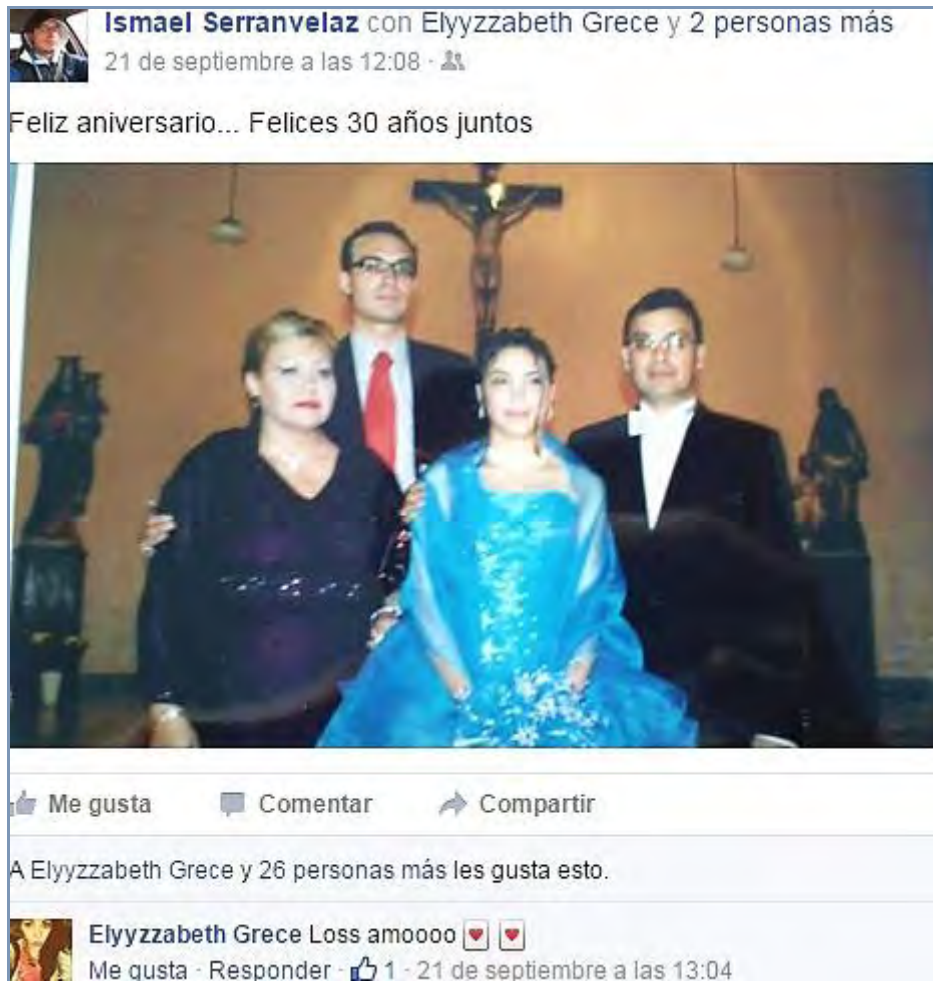 Ismael Serranvelaz con Elyyzzabeth Grece y 2 personas más
21 de septiembre a las 12:08 ·
Feliz aniversario... Felices 30 años juntos
Me gusta Comentar Compartir
A Elyyzzabeth Grece y 26 personas más les gusta esto.
Elyyzzabeth Grece Loss amoooo
Me gusta · Responder · 1 · 21 de septiembre a las 13:04